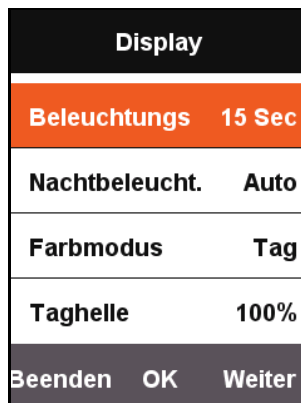 Display
Beleuchtungs 15 Sec
Nachtbeleucht. Auto
Farbmodus Tag
Taghelle 100%
Beenden OK Weiter